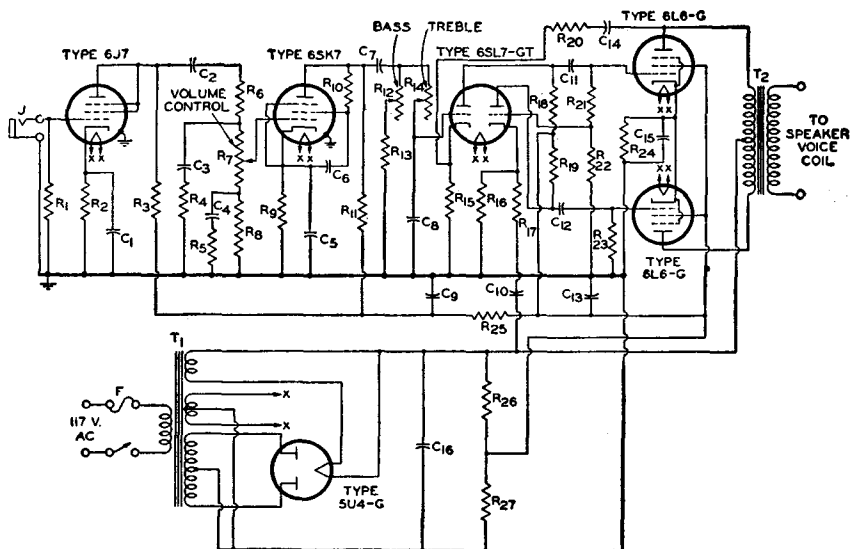 TYPE 6J7
J
R1
R2
C1
R3
C2
VOLUME
CONTROL
R6
R7
C3
R4
C4
R5
R8
TYPE 6SK7
R9
R10
C6
C5
R11
C7
BASS
TREBLE
R12
R14
R13
C8
TYPE 6SL7-GT
R15
R16
R17
R18
R19
C11
C12
R20
C14
R21
R22
R23
TYPE 6L6-G
X X
X X
X X
X X
C15
R24
X X
TYPE
6L6-G
T2
TO
SPEAKER
VOICE
COIL
C9
C10
C13
R25
T1
F
117 V.
AC
X
X
TYPE
5U4-G
C16
R26
R27